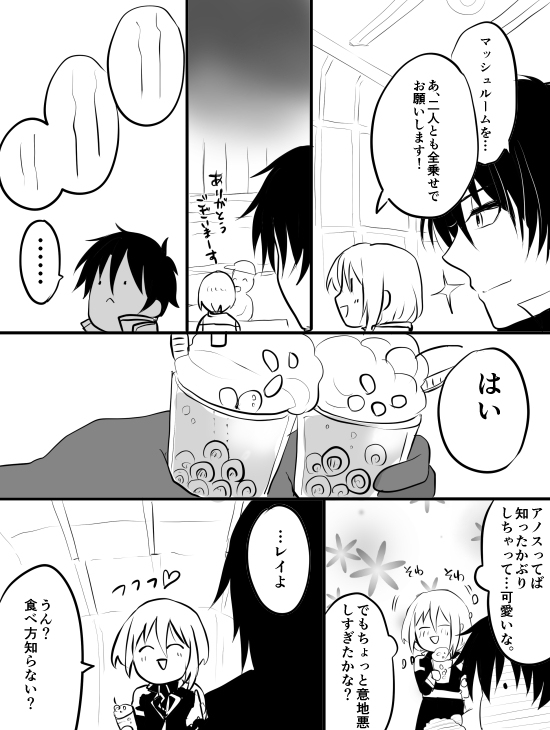 マッシュルームを…
あ、二人とも全乗せで
お願いします！
ありがとう
ございまーす
……
はい
アノスってば
知ったかぶり
しちゃって…可愛いな。
そわ
そわ
でもちょっと意地悪
しすぎたかな？
…レイよ
フフフ♡
うん？
食べ方知らない？